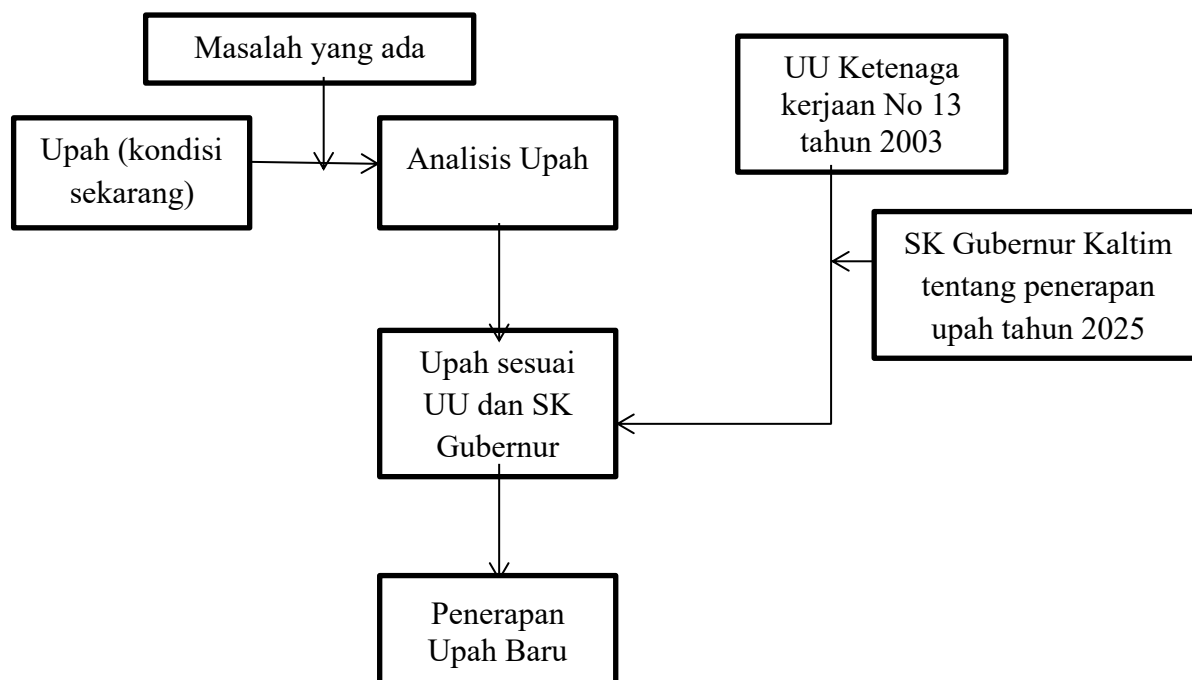 Masalah yang ada
UU Ketenaga
kerjaan No 13
tahun 2003
Upah (kondisi
sekarang)
Analisis Upah
SK Gubernur Kaltim
tentang penerapan
upah tahun 2025
Upah sesuai
UU dan SK
Gubernur
Penerapan
Upah Baru